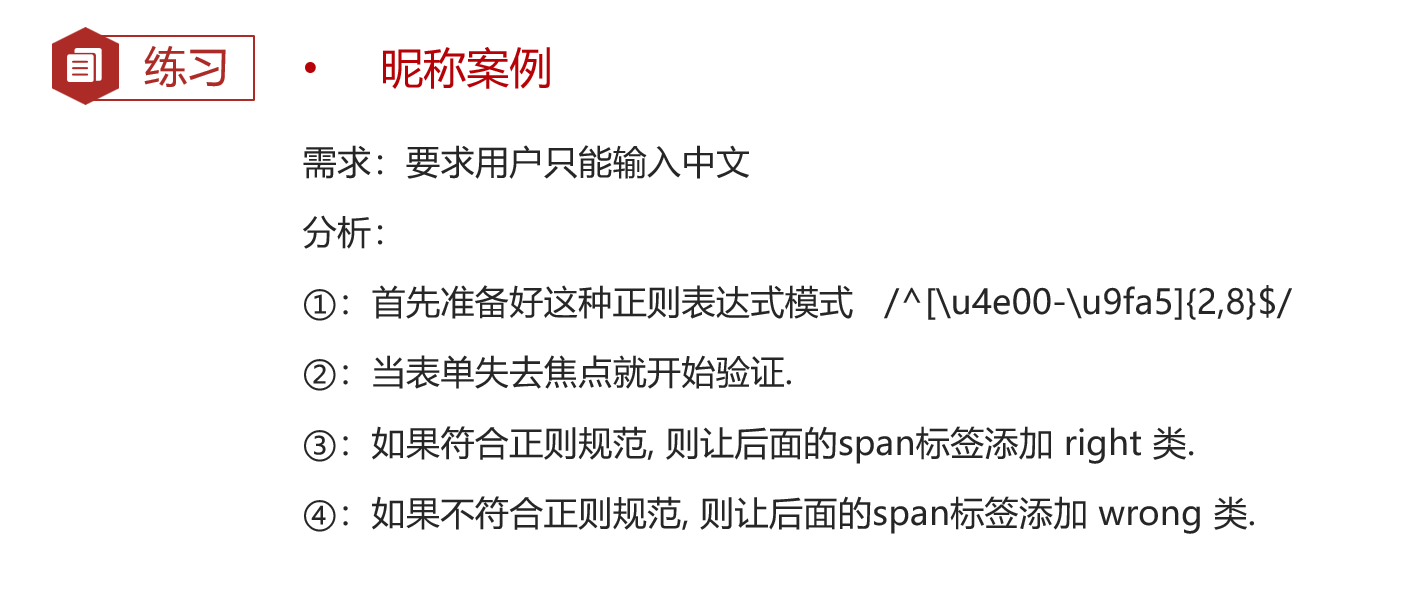 练习
• 昵称案例
需求：要求用户只能输入中文
分析：
①：首先准备好这种正则表达式模式 /^[\u4e00-\u9fa5]{2,8}$/
②：当表单失去焦点就开始验证.
③：如果符合正则规范, 则让后面的span标签添加 right 类.
④：如果不符合正则规范, 则让后面的span标签添加 wrong 类.